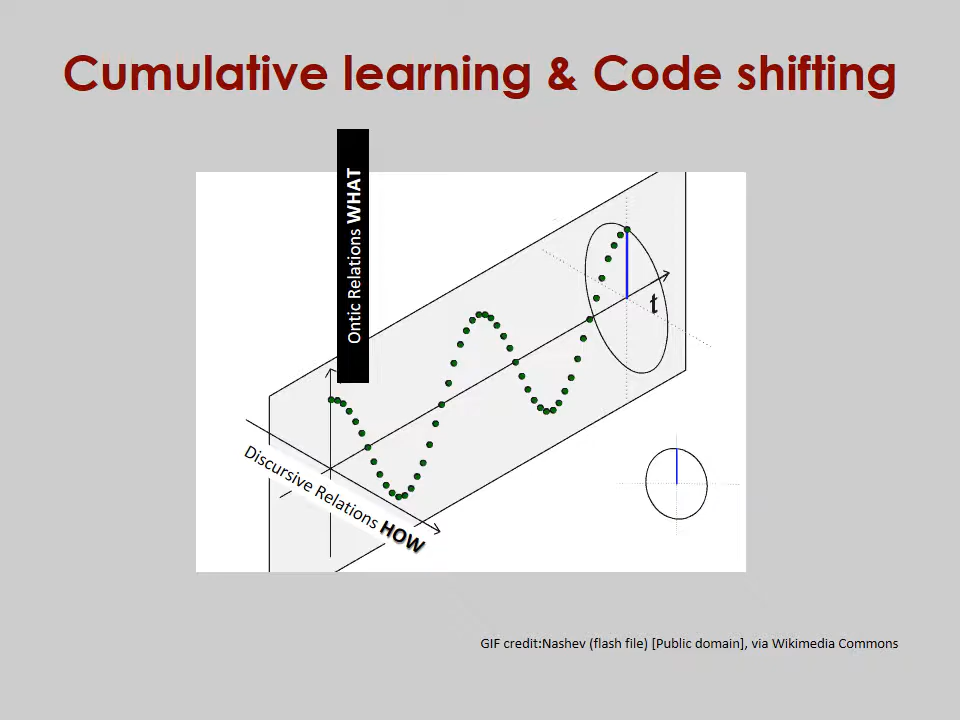 Cumulative learning & Code shifting
Ontic Relations WHAT
t
Discursive Relations HOW
GIF credit:Nashev (flash file) [Public domain], via Wikimedia Commons